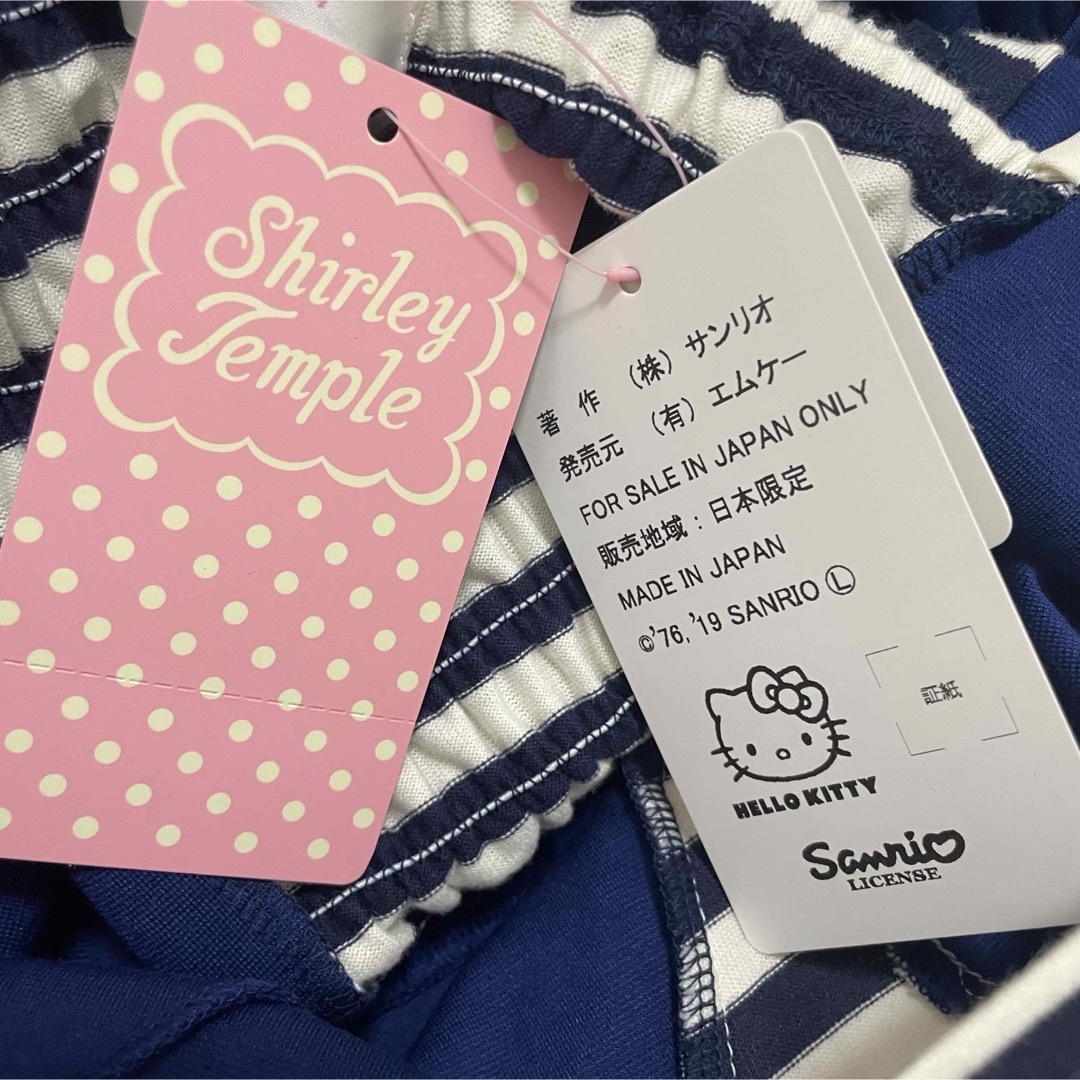 Shirley
Temple
著　作　（株）サンリオ
発売元　（有）エムケー
FOR SALE IN JAPAN ONLY
販売地域：日本限定
MADE IN JAPAN
©'76,'19 SANRIO Ⓛ
証紙
HELLO KITTY
Sanrio
LICENSE